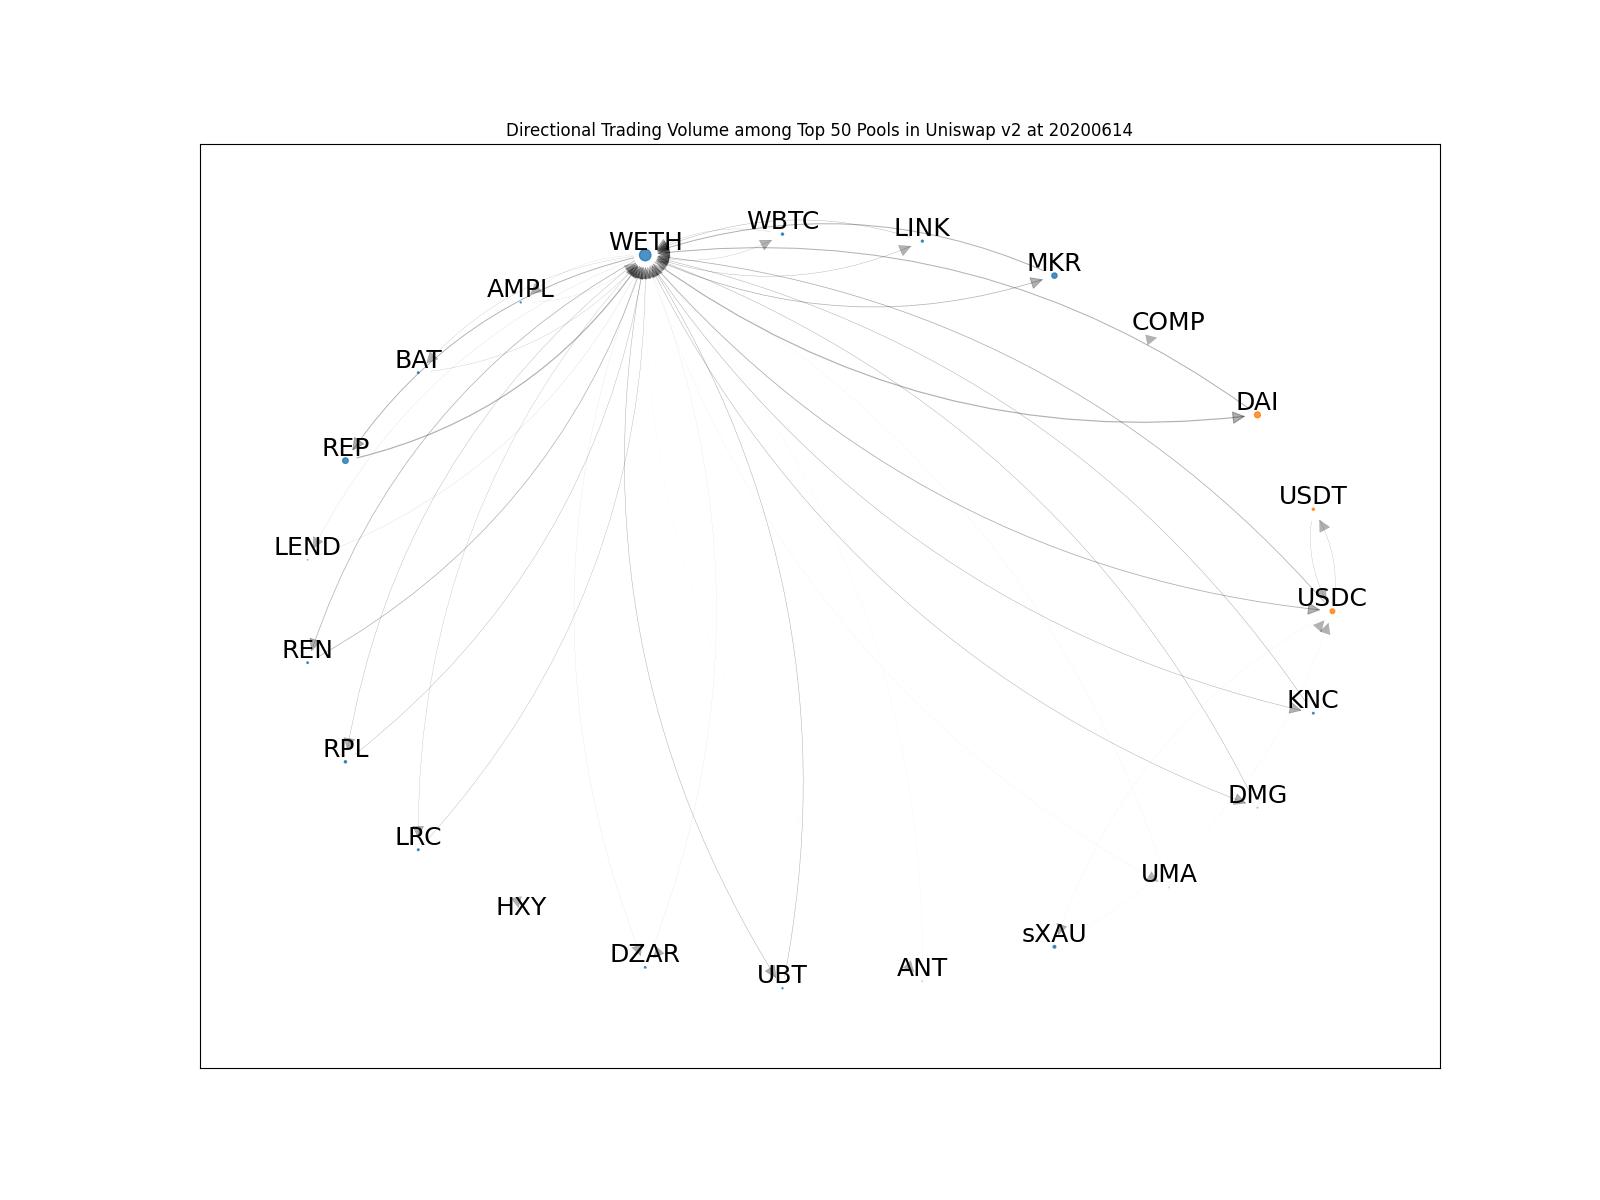 Directional Trading Volume among Top 50 Pools in Uniswap v2 at 20200614
WBTC
LINK
WETH
MKR
AMPL
COMP
BAT
DAI
REP
USDT
LEND
USDC
REN
KNC
RPL
DMG
LRC
UMA
HXY
sXAU
DZAR
ANT
UBT